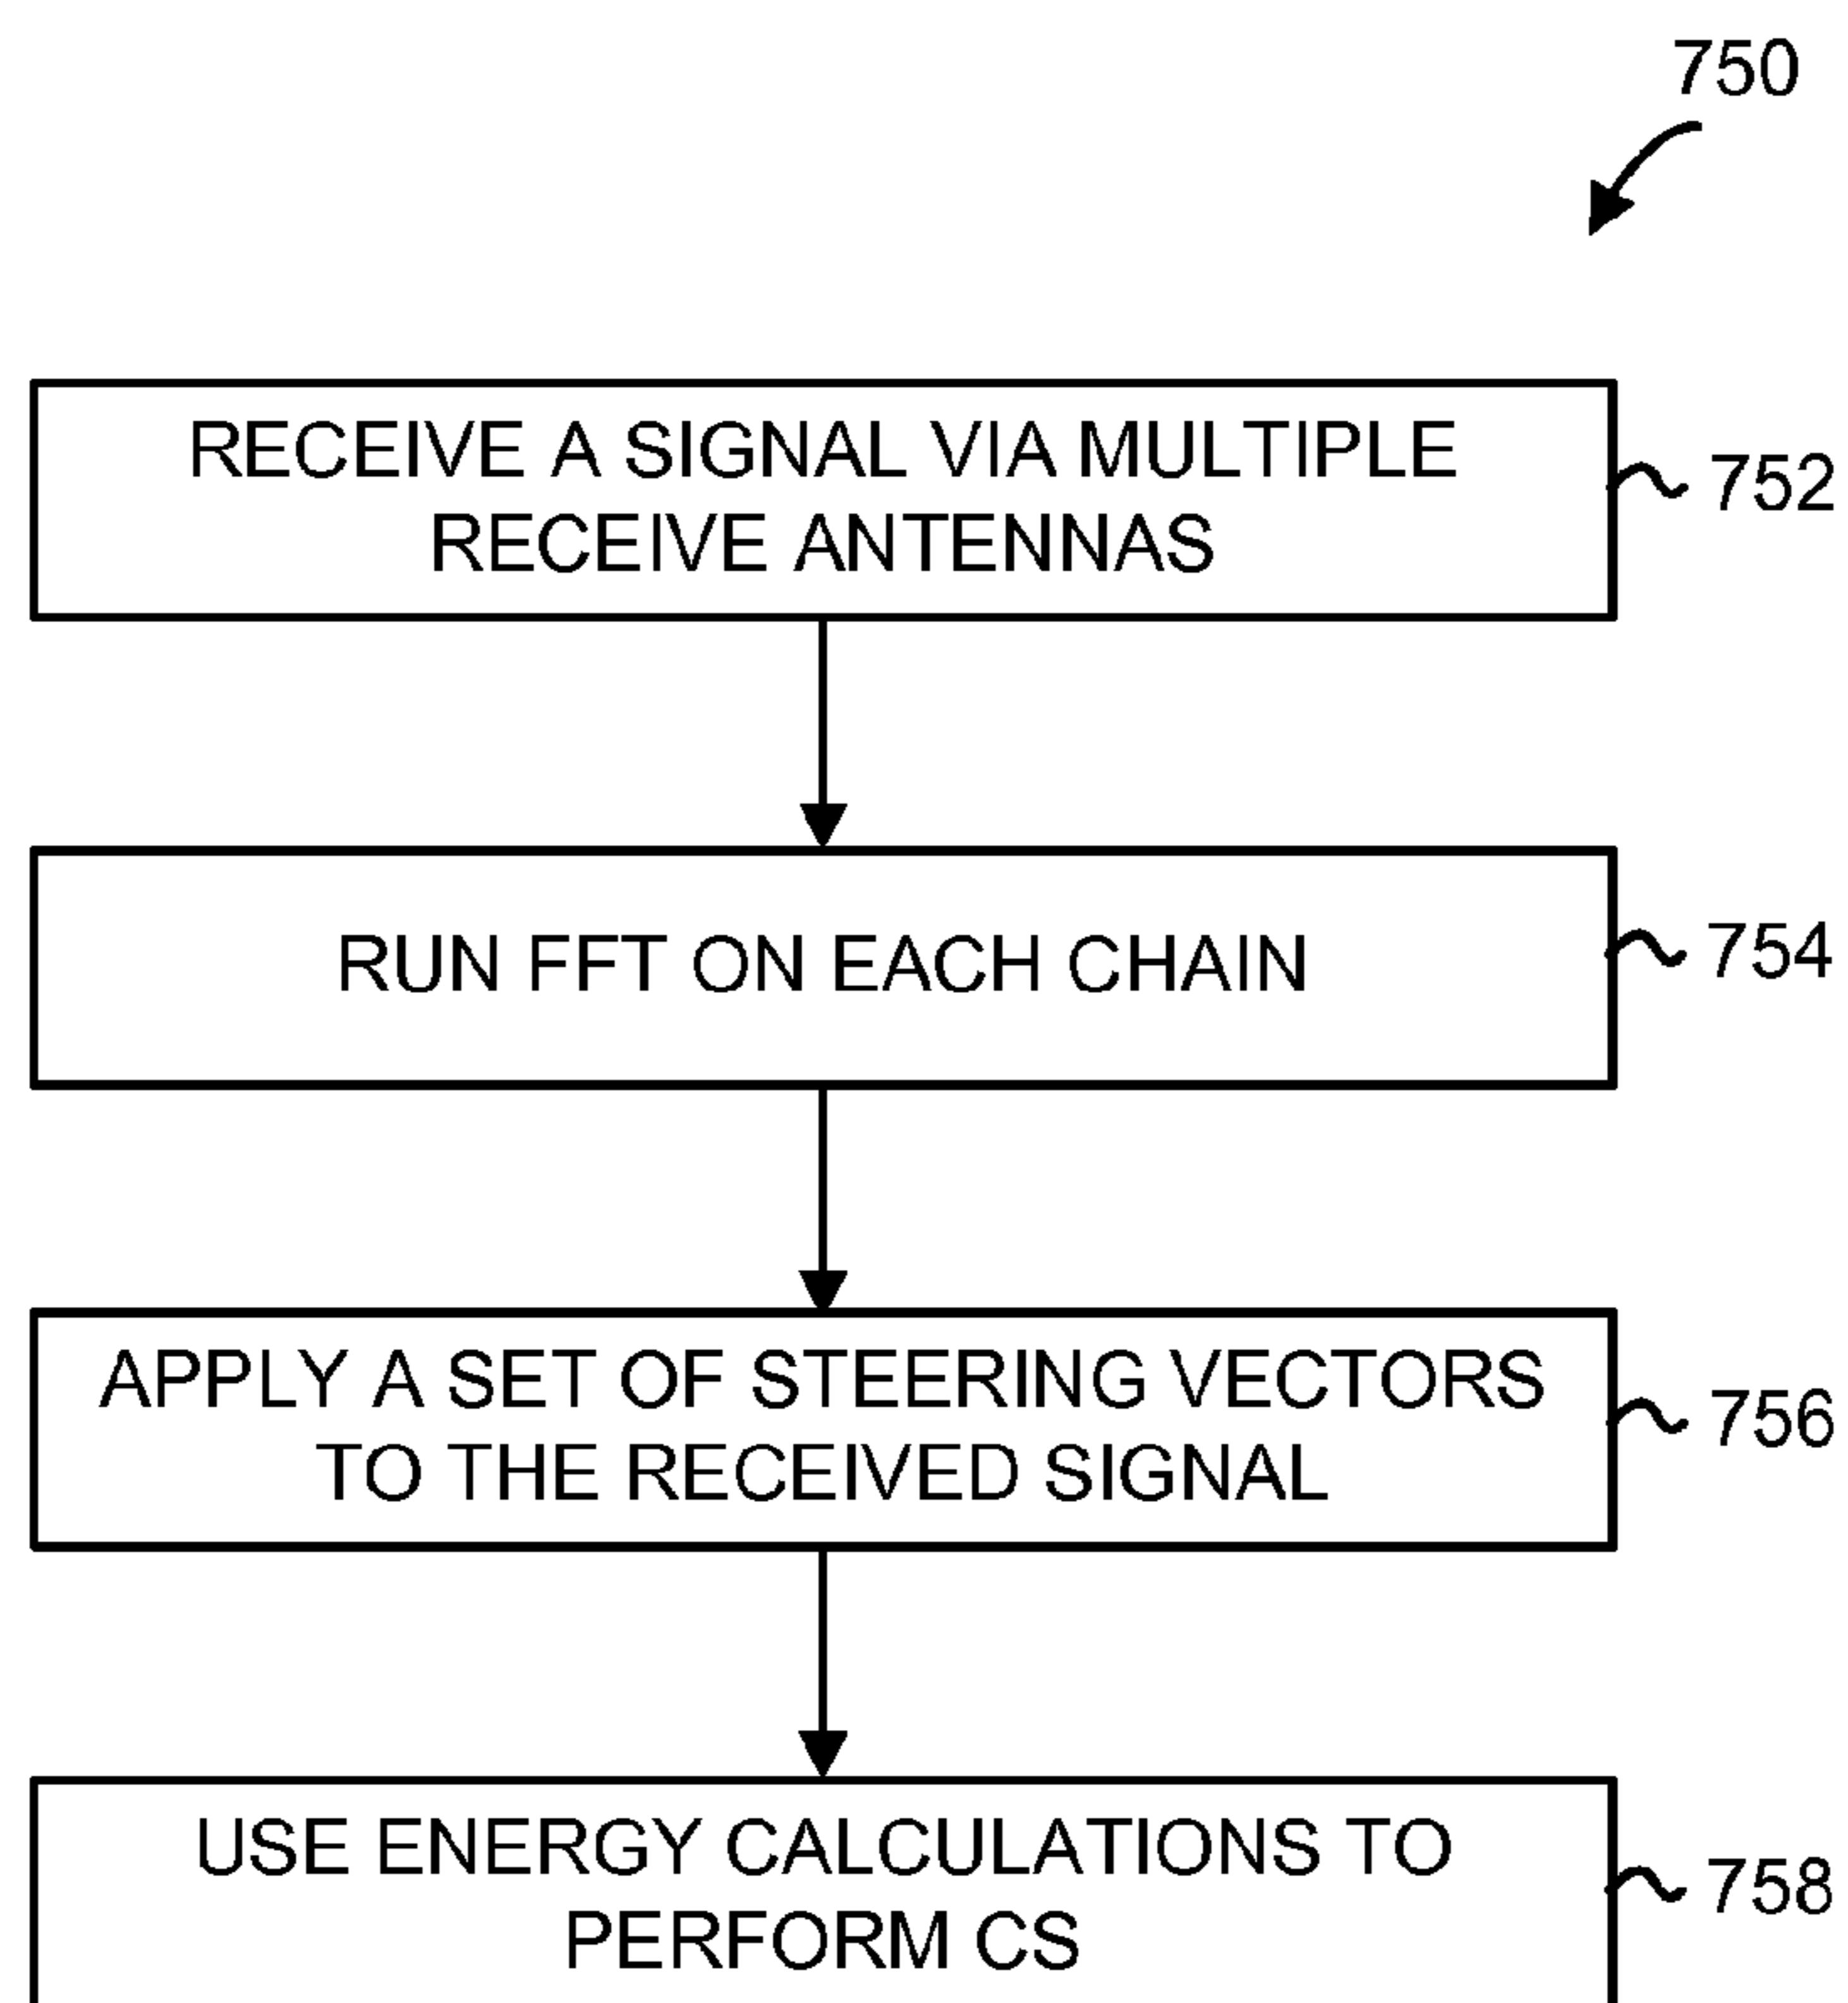 750
RECEIVE A SIGNAL VIA MULTIPLE
RECEIVE ANTENNAS
752
RUN FFT ON EACH CHAIN
754
APPLY A SET OF STEERING VECTORS
TO THE RECEIVED SIGNAL
756
USE ENERGY CALCULATIONS TO
PERFORM CS
758